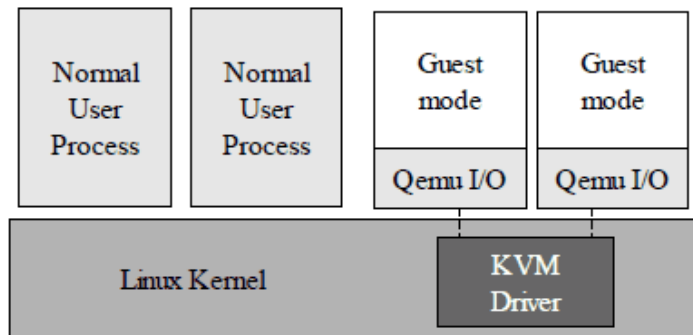 Normal
User
Process
Normal
User
Process
Guest
mode
Qemu I/O
Guest
mode
Qemu I/O
Linux Kernel
KVM
Driver